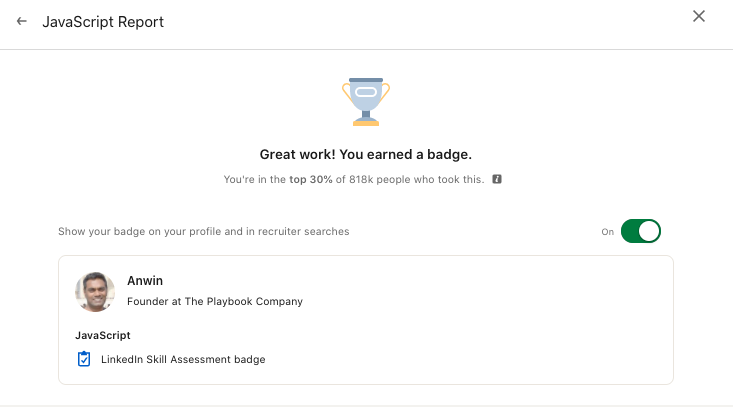 JavaScript Report
Great work! You earned a badge.
You're in the top 30% of 818k people who took this.
Show your badge on your profile and in recruiter searches
On
Anwin
Founder at The Playbook Company
JavaScript
LinkedIn Skill Assessment badge